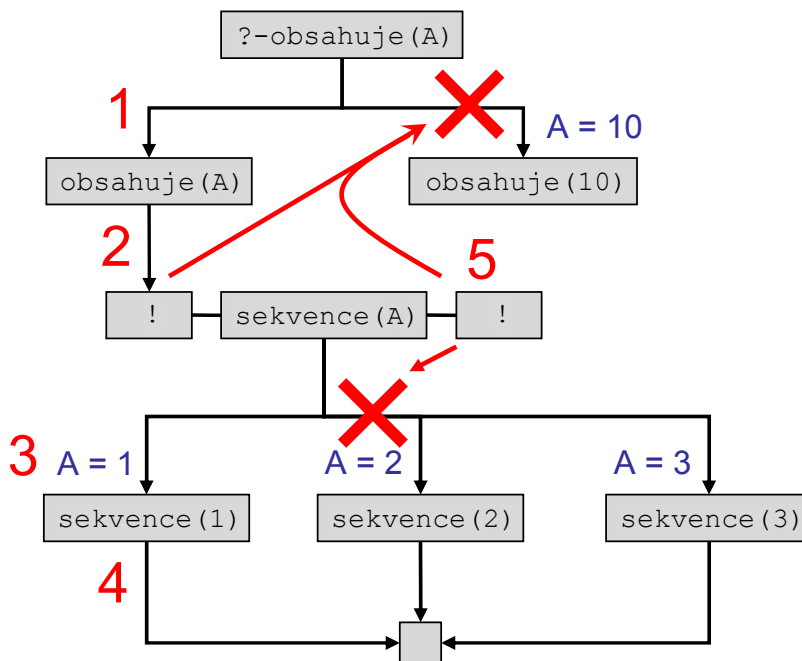 ?-obsahuje(A)
1
A = 10
obsahuje(A)
obsahuje(10)
2
5
!
sekvence(A)
!
3
A = 1
A = 2
A = 3
sekvence(1)
sekvence(2)
sekvence(3)
4